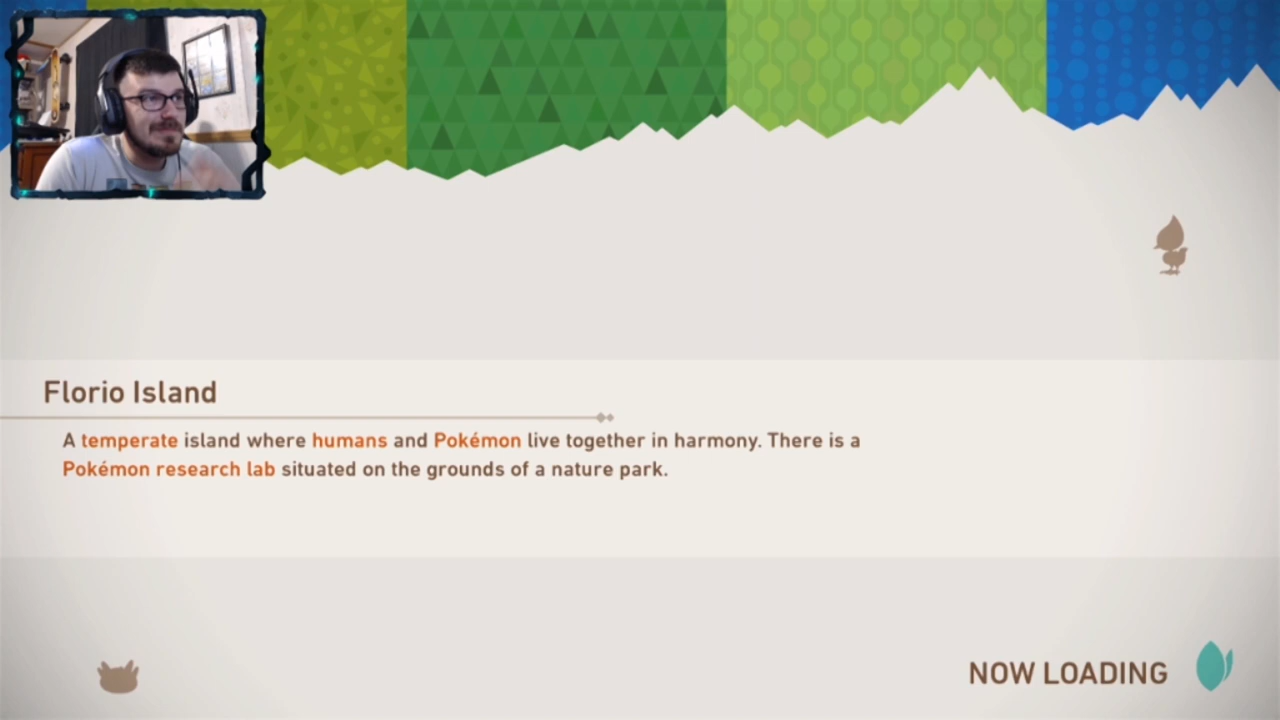 Florio Island
A temperate island where humans and Pokémon live together in harmony. There is a
Pokémon research lab situated on the grounds of a nature park.
NOW LOADING